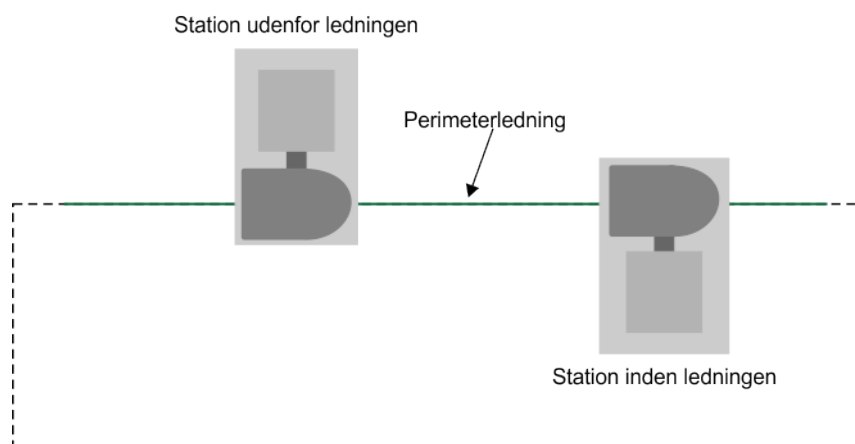 Station udenfor ledningen
Perimeterledning
Station inden ledningen